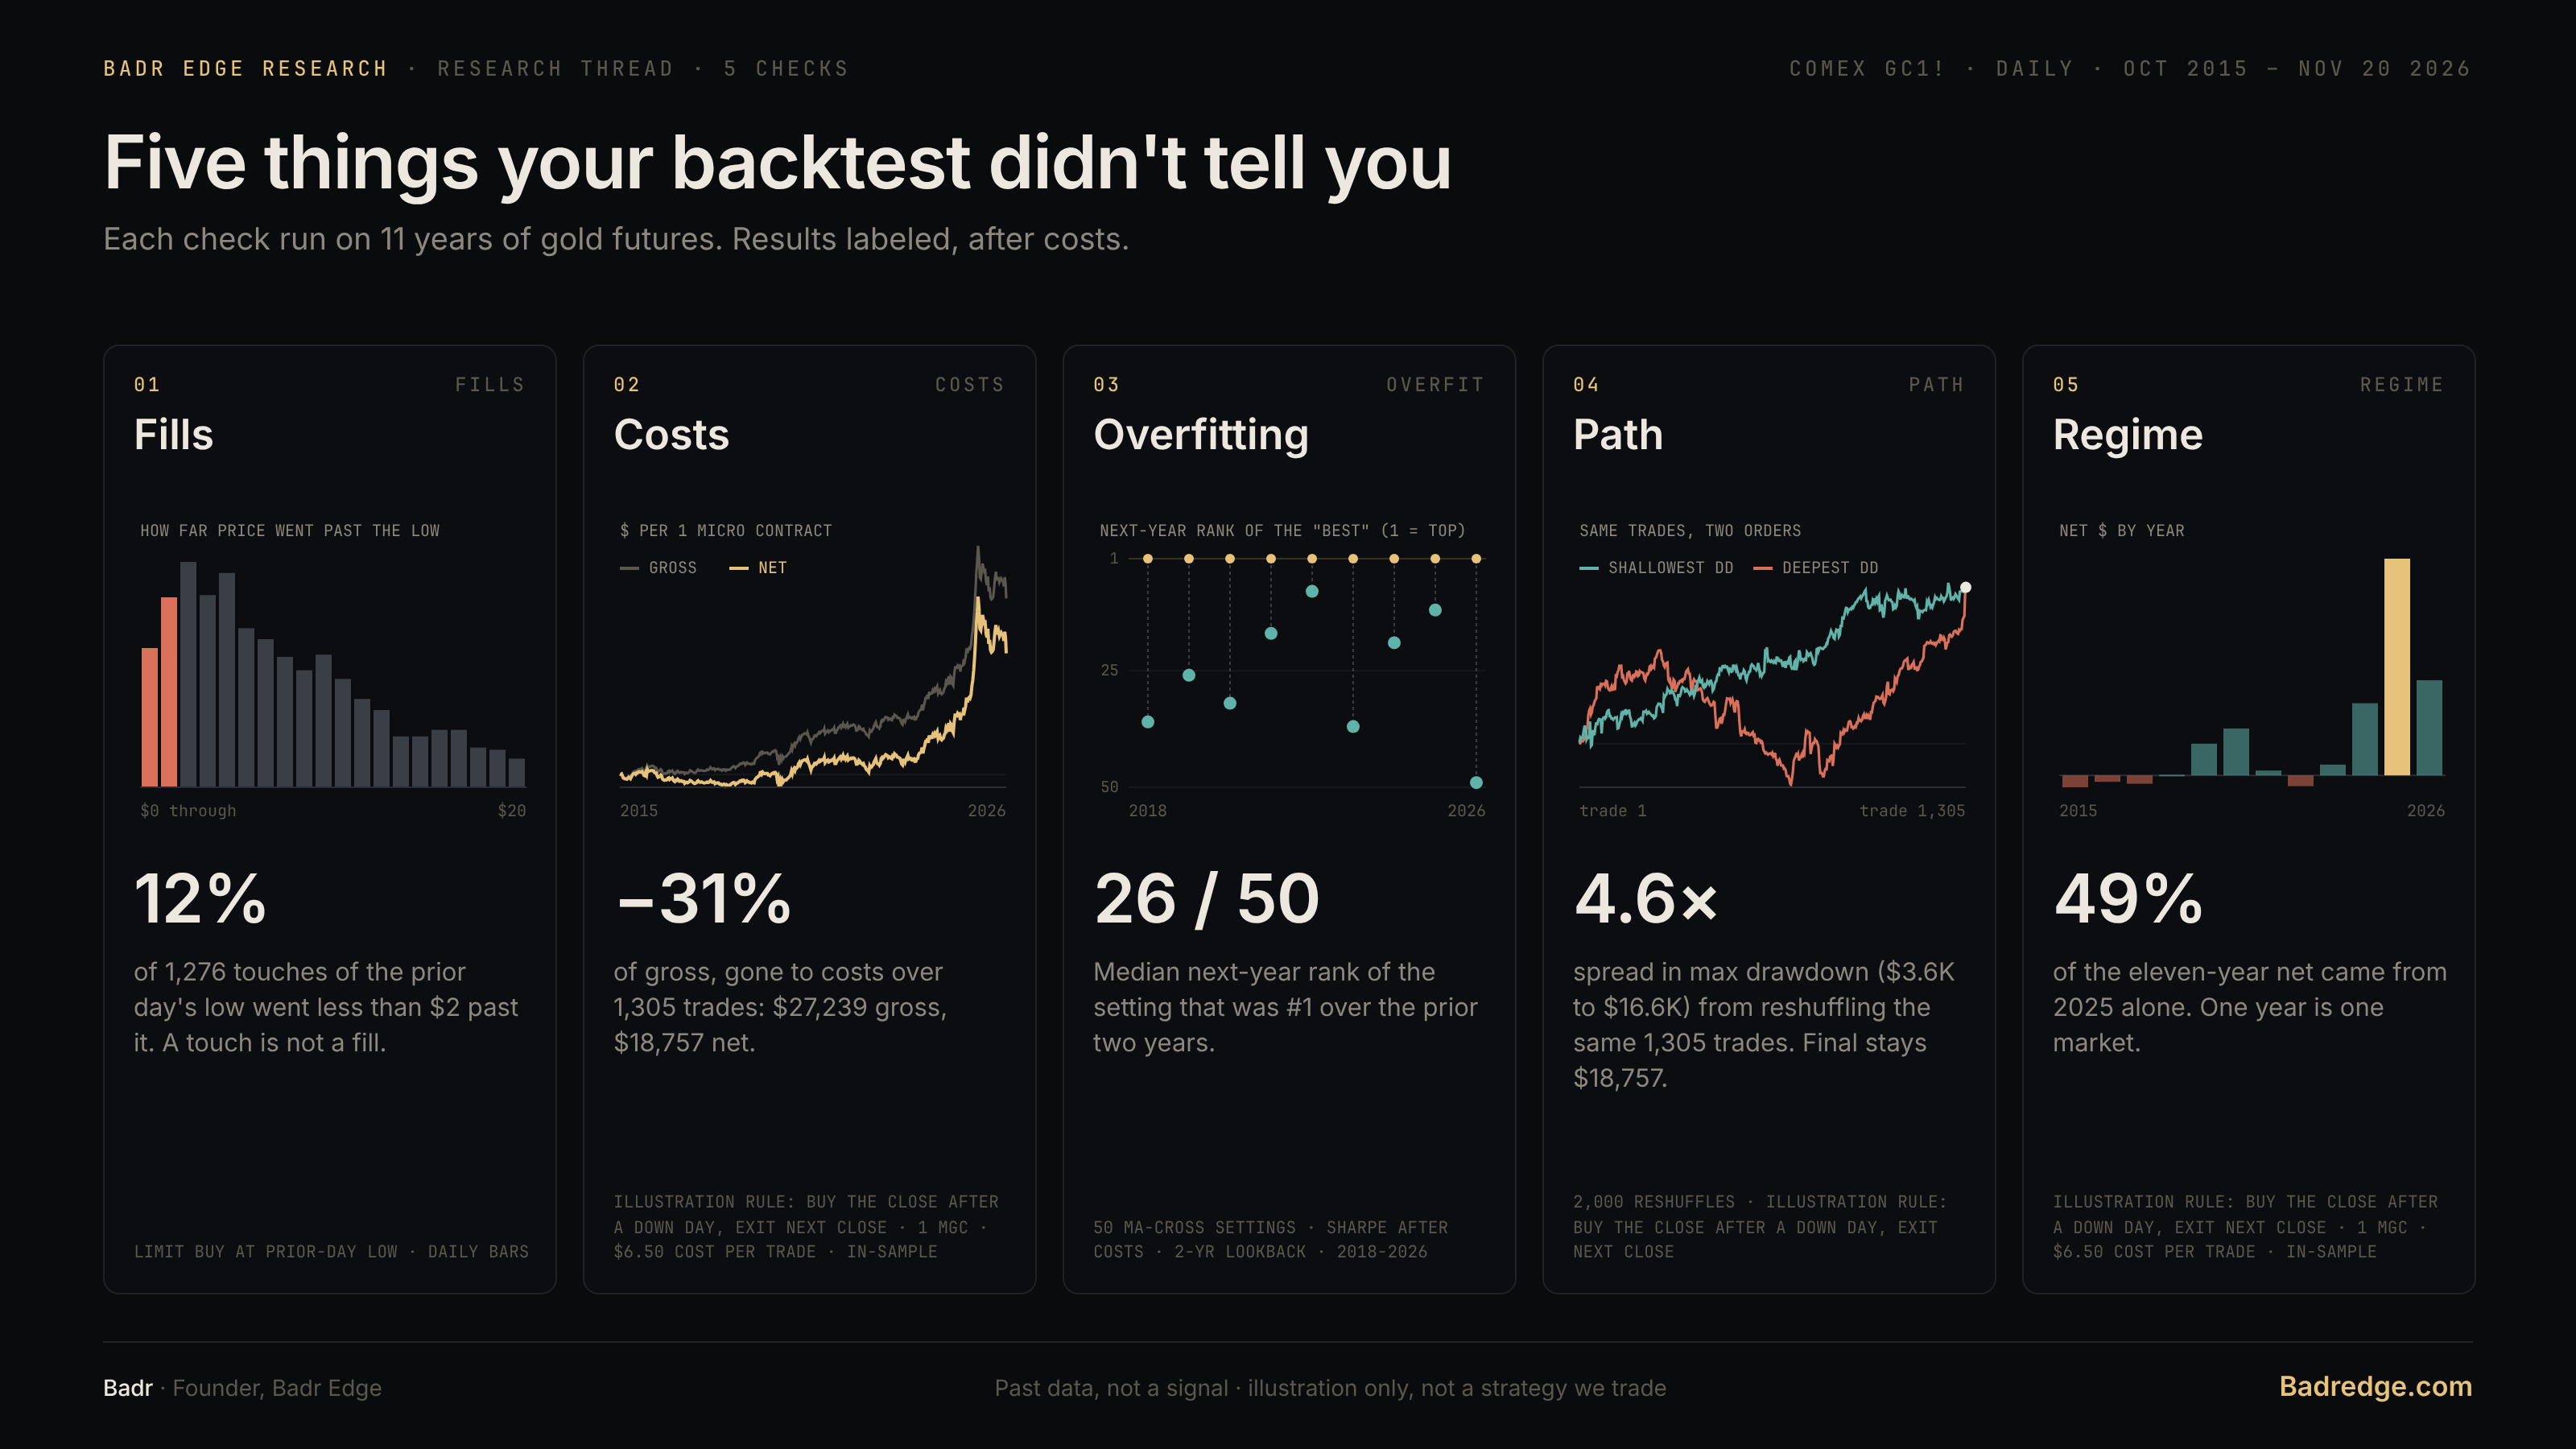 BADR EDGE RESEARCH · RESEARCH THREAD · 5 CHECKS
COMEX GC1! · DAILY · OCT 2015 – NOV 20 2026
Five things your backtest didn't tell you
Each check run on 11 years of gold futures. Results labeled, after costs.
01
FILLS
Fills
HOW FAR PRICE WENT PAST THE LOW
$0 through
$20
12%
of 1,276 touches of the prior
day's low went less than $2 past
it. A touch is not a fill.
LIMIT BUY AT PRIOR-DAY LOW · DAILY BARS
02
COSTS
Costs
$ PER 1 MICRO CONTRACT
GROSS
NET
2015
2026
–31%
of gross, gone to costs over
1,305 trades: $27,239 gross,
$18,757 net.
ILLUSTRATION RULE: BUY THE CLOSE AFTER
A DOWN DAY, EXIT NEXT CLOSE · 1 MGC ·
$6.50 COST PER TRADE · IN-SAMPLE
03
OVERFIT
Overfitting
NEXT-YEAR RANK OF THE "BEST" (1 = TOP)
1
25
50
2018
2026
26 / 50
Median next-year rank of the
setting that was #1 over the prior
two years.
50 MA-CROSS SETTINGS · SHARPE AFTER
COSTS · 2-YR LOOKBACK · 2018-2026
04
PATH
Path
SAME TRADES, TWO ORDERS
SHALLOWEST DD
DEEPEST DD
trade 1
trade 1,305
4.6×
spread in max drawdown ($3.6K
to $16.6K) from reshuffling the
same 1,305 trades. Final stays
$18,757.
2,000 RESHUFFLES · ILLUSTRATION RULE:
BUY THE CLOSE AFTER A DOWN DAY, EXIT
NEXT CLOSE
05
REGIME
Regime
NET $ BY YEAR
2015
2026
49%
of the eleven-year net came from
2025 alone. One year is one
market.
ILLUSTRATION RULE: BUY THE CLOSE AFTER
A DOWN DAY, EXIT NEXT CLOSE · 1 MGC ·
$6.50 COST PER TRADE · IN-SAMPLE
Badr · Founder, Badr Edge
Past data, not a signal · illustration only, not a strategy we trade
Badredge.com